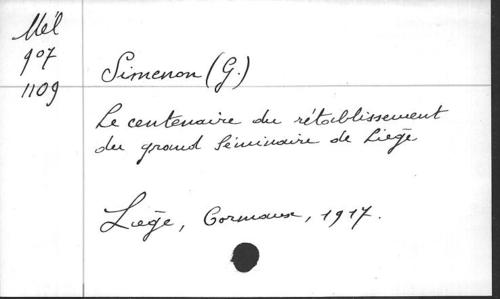 Mél
907
1109
Simenon (G.)
Le centenaire du rétablissement
du grand Séminaire de Liège
Liège, Cormaux, 1917.